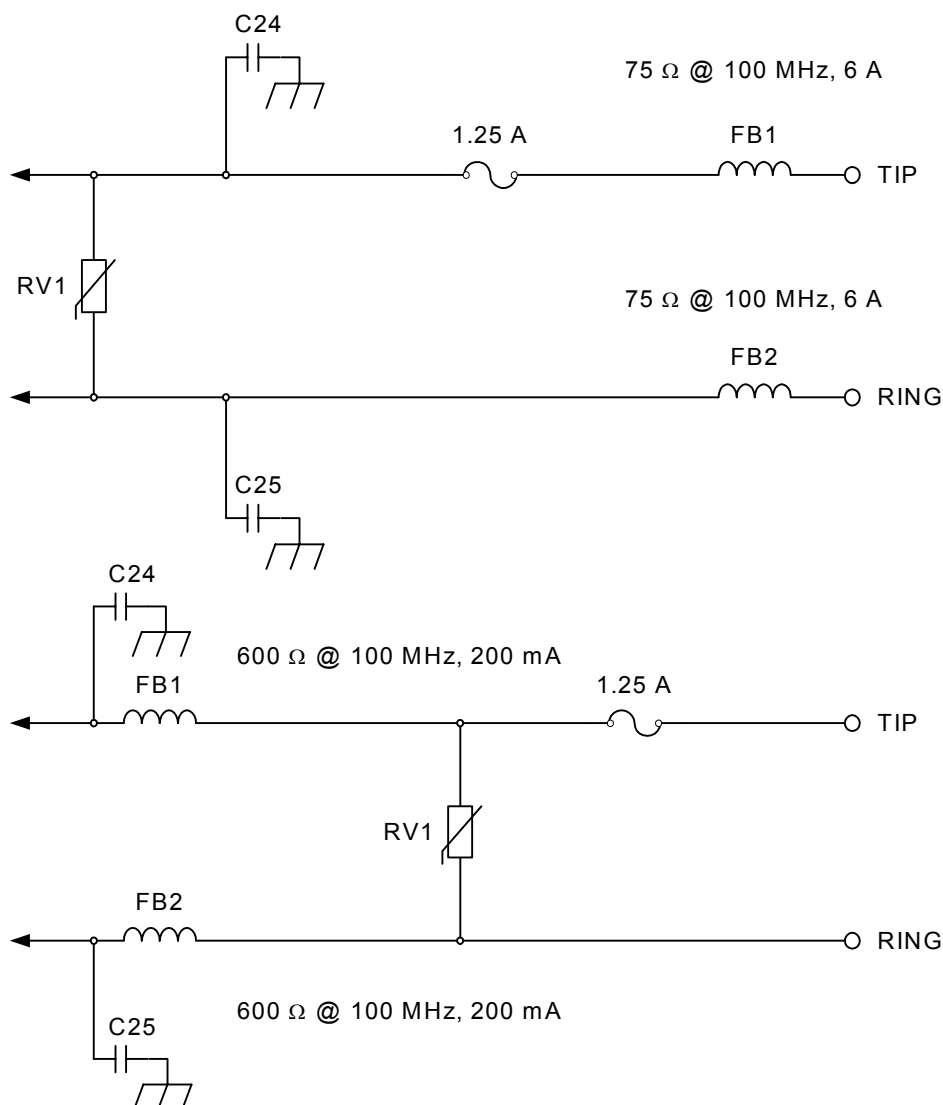 C24
75 Ω @ 100 MHz, 6 A
1.25 A
FB1
TIP
RV1
75 Ω @ 100 MHz, 6 A
FB2
RING
C25
C24
600 Ω @ 100 MHz, 200 mA
FB1
1.25 A
TIP
RV1
FB2
RING
600 Ω @ 100 MHz, 200 mA
C25